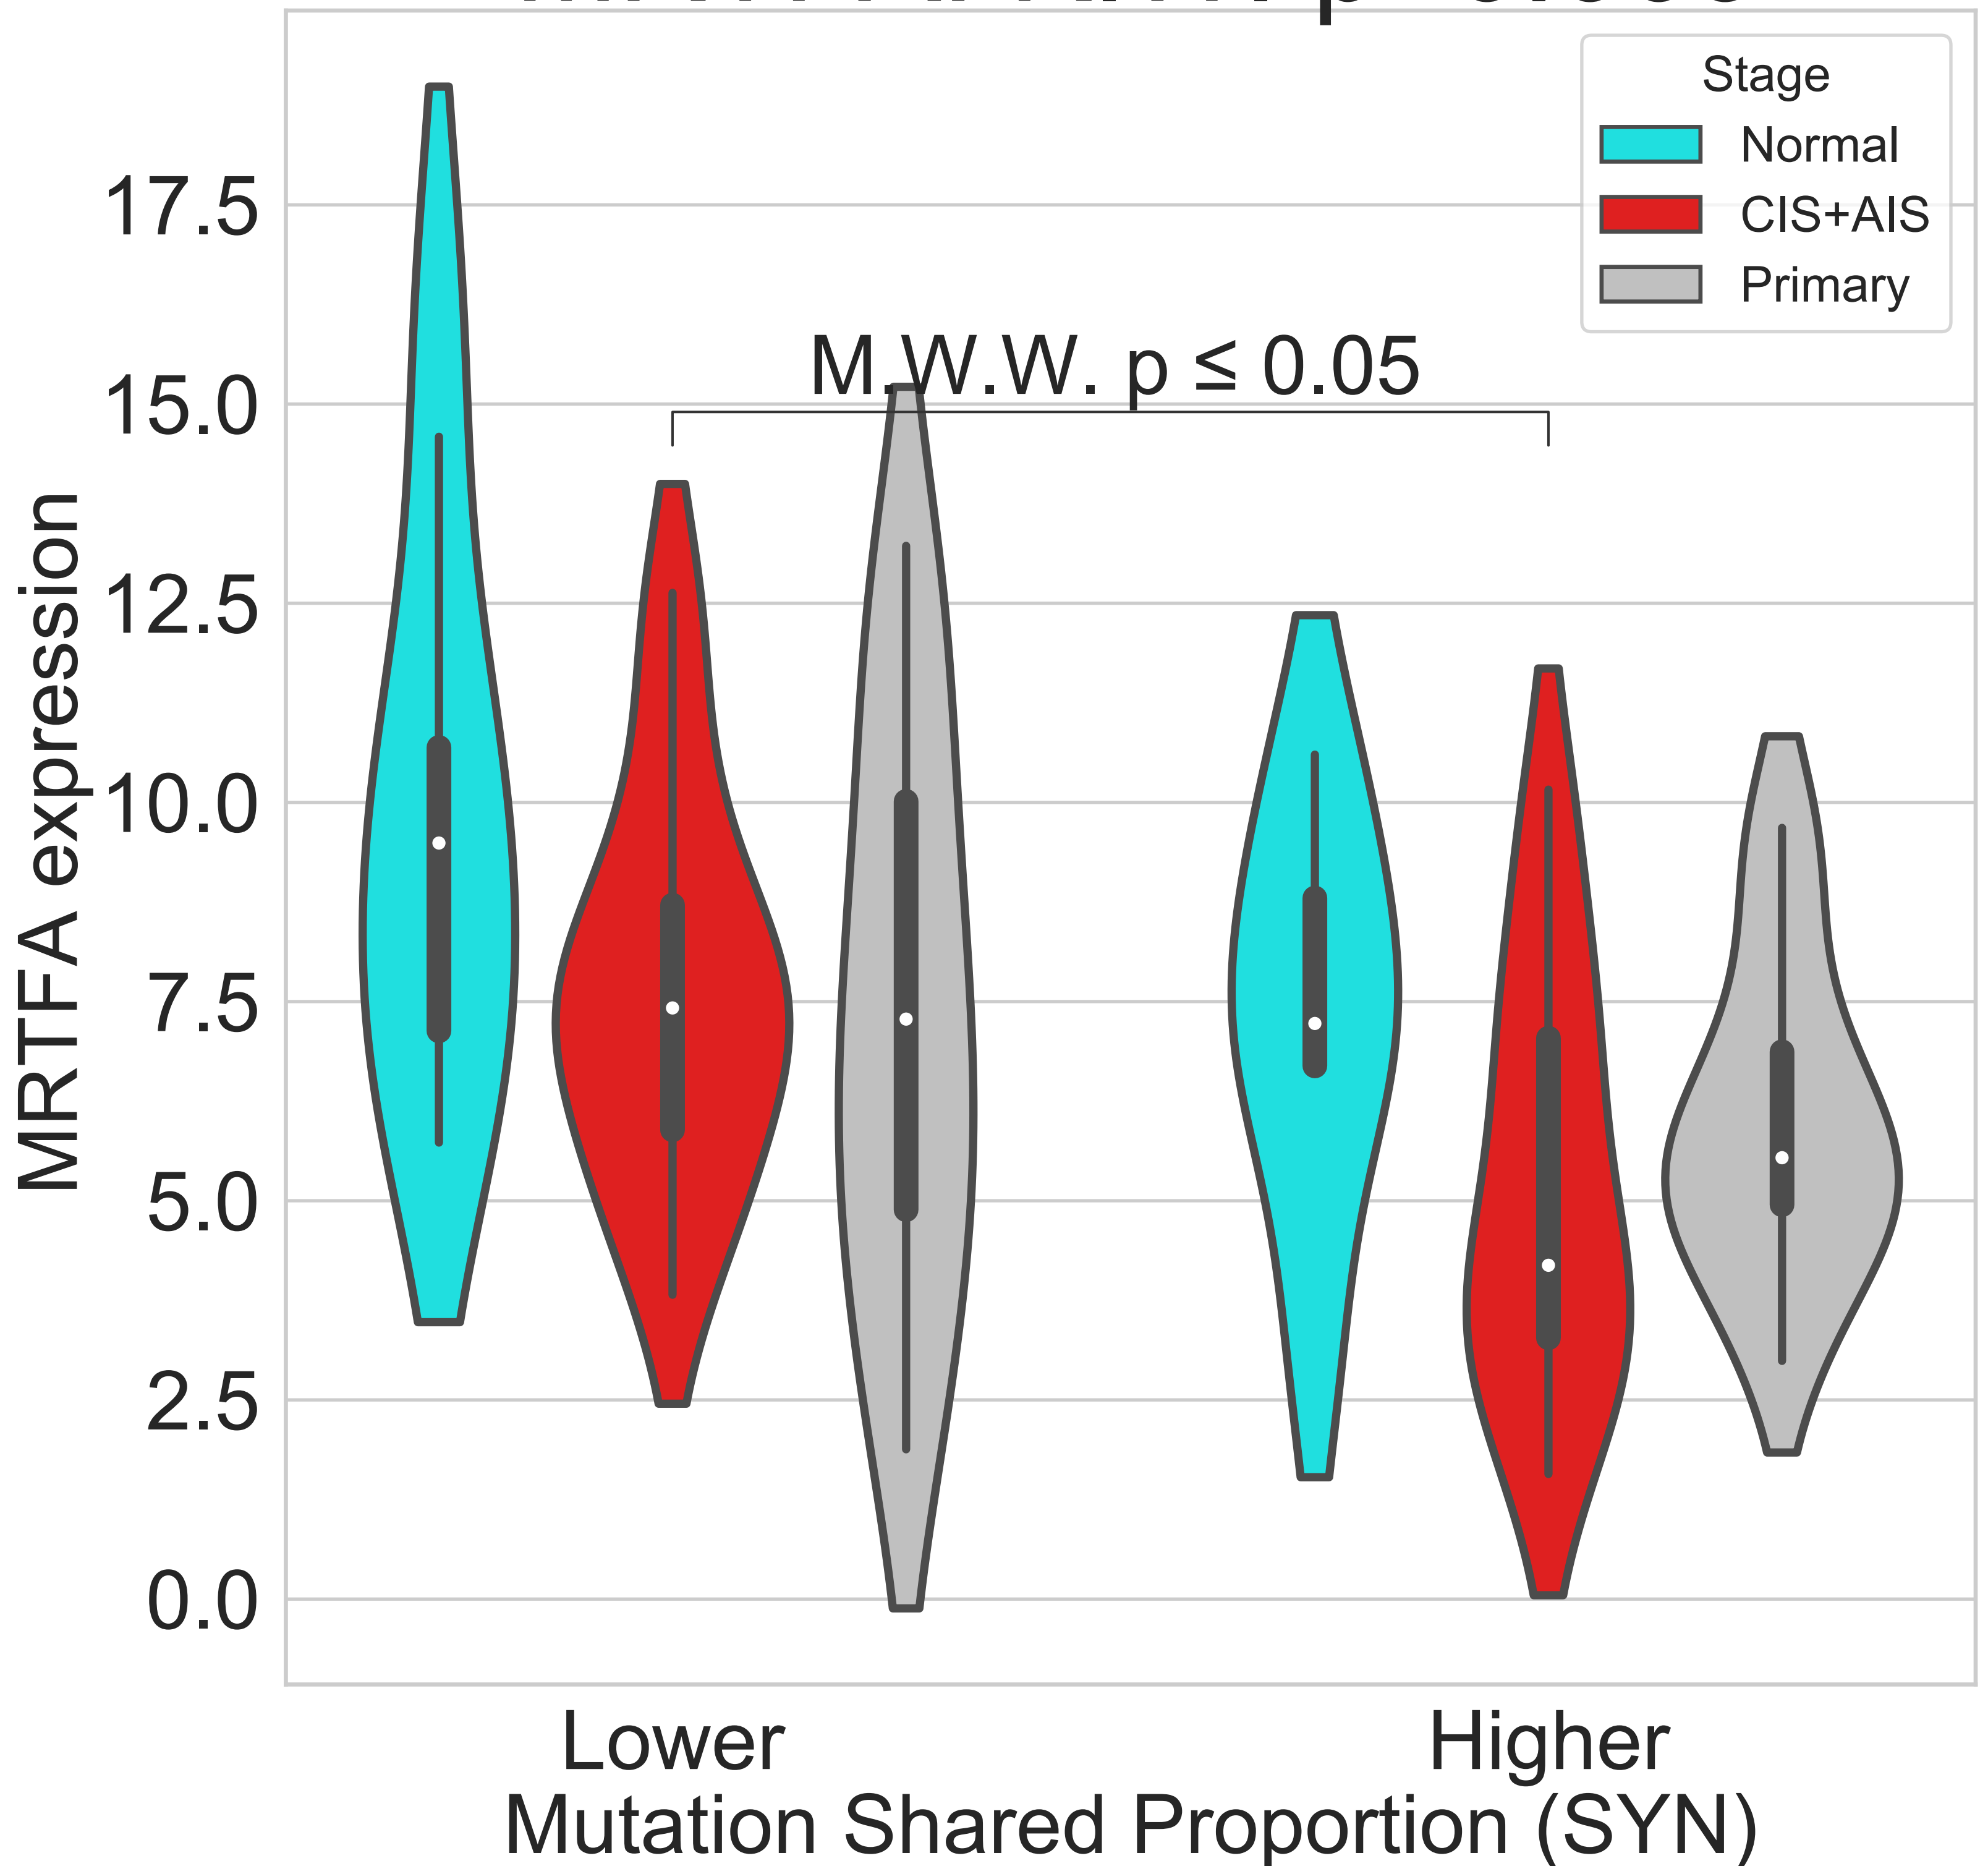 Stage
Normal
CIS+AIS
Primary
M.W.W. p ≤ 0.05
17.5
15.0
12.5
10.0
7.5
5.0
2.5
0.0
MRTFA expression
Lower
Higher
Mutation Shared Proportion (SYN)